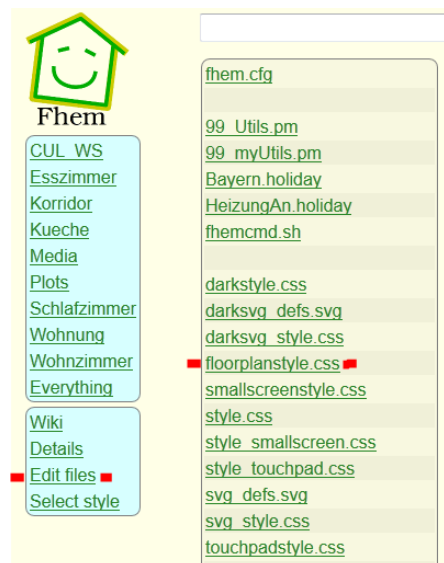 Fhem
CUL_WS
Esszimmer
Korridor
Kueche
Media
Plots
Schlafzimmer
Wohnung
Wohnzimmer
Everything
Wiki
Details
Edit files
Select style
fhem.cfg
99_Utils.pm
99_myUtils.pm
Bayern.holiday
HeizungAn.holiday
fhemcmd.sh
darkstyle.css
darksvg_defs.svg
darksvg_style.css
floorplanstyle.css
smallscreenstyle.css
style.css
style_smallscreen.css
style_touchpad.css
svg_defs.svg
svg_style.css
touchpadstyle.css